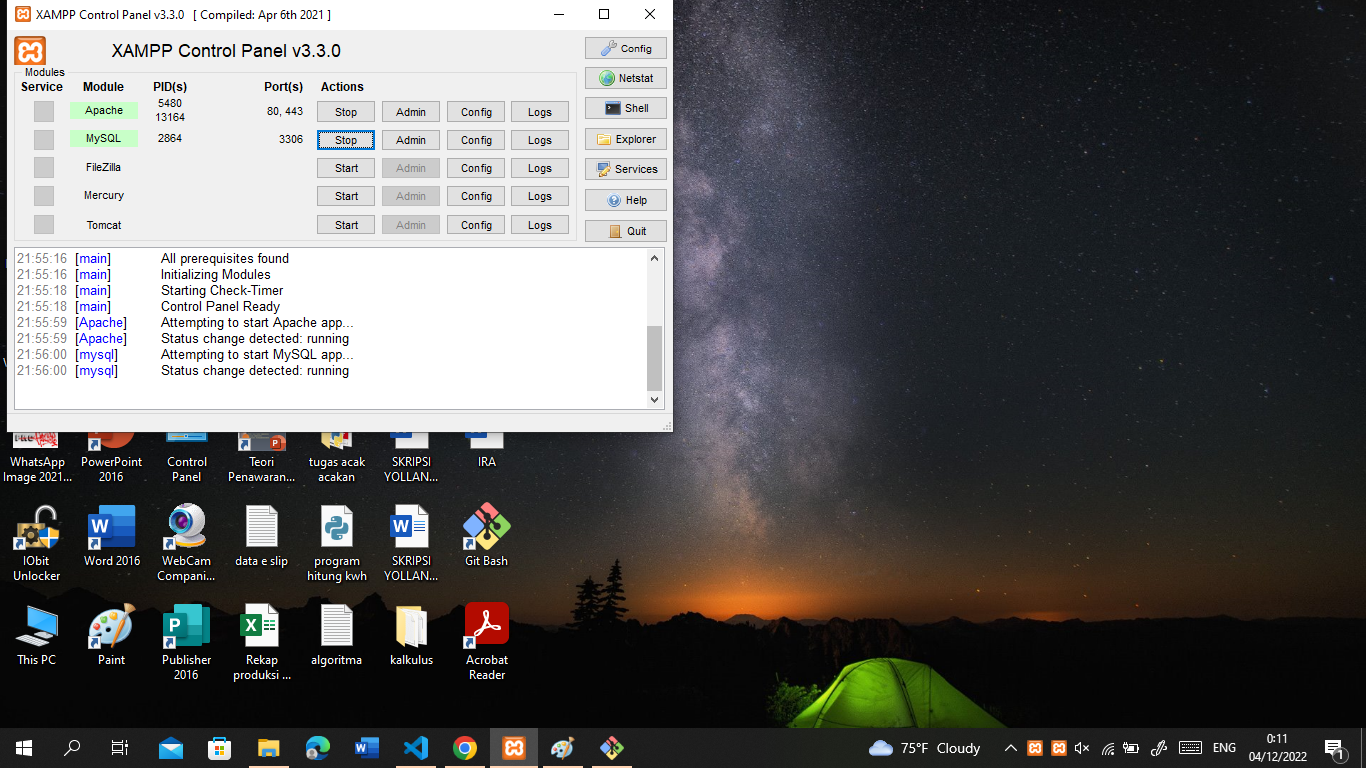 XAMPP Control Panel v3.3.0 [ Compiled: Apr 6th 2021 ]
XAMPP Control Panel v3.3.0
Config
Modules
Service Module PID(s) Port(s) Actions
Netstat
Apache 5480 13164 80, 443 Stop Admin Config Logs
Shell
MySQL 2864 3306 Stop Admin Config Logs
Explorer
FileZilla Start Admin Config Logs
Services
Mercury Start Admin Config Logs
Help
Tomcat Start Admin Config Logs
Quit
21:55:16 [main] All prerequisites found
21:55:16 [main] Initializing Modules
21:55:18 [main] Starting Check-Timer
21:55:18 [main] Control Panel Ready
21:55:59 [Apache] Attempting to start Apache app...
21:55:59 [Apache] Status change detected: running
21:56:00 [mysql] Attempting to start MySQL app...
21:56:00 [mysql] Status change detected: running
WhatsApp Image 2021...
PowerPoint 2016
Control Panel
Teori Penawaran...
tugas acak acakan
SKRIPSI YOLLAN...
IRA
IObit Unlocker
Word 2016
WebCam Compani...
data e slip
program hitung kwh
SKRIPSI YOLLAN...
Git Bash
This PC
Paint
Publisher 2016
Rekap produksi ...
algoritma
kalkulus
Acrobat Reader
75°F Cloudy
ENG
0:11
04/12/2022
1